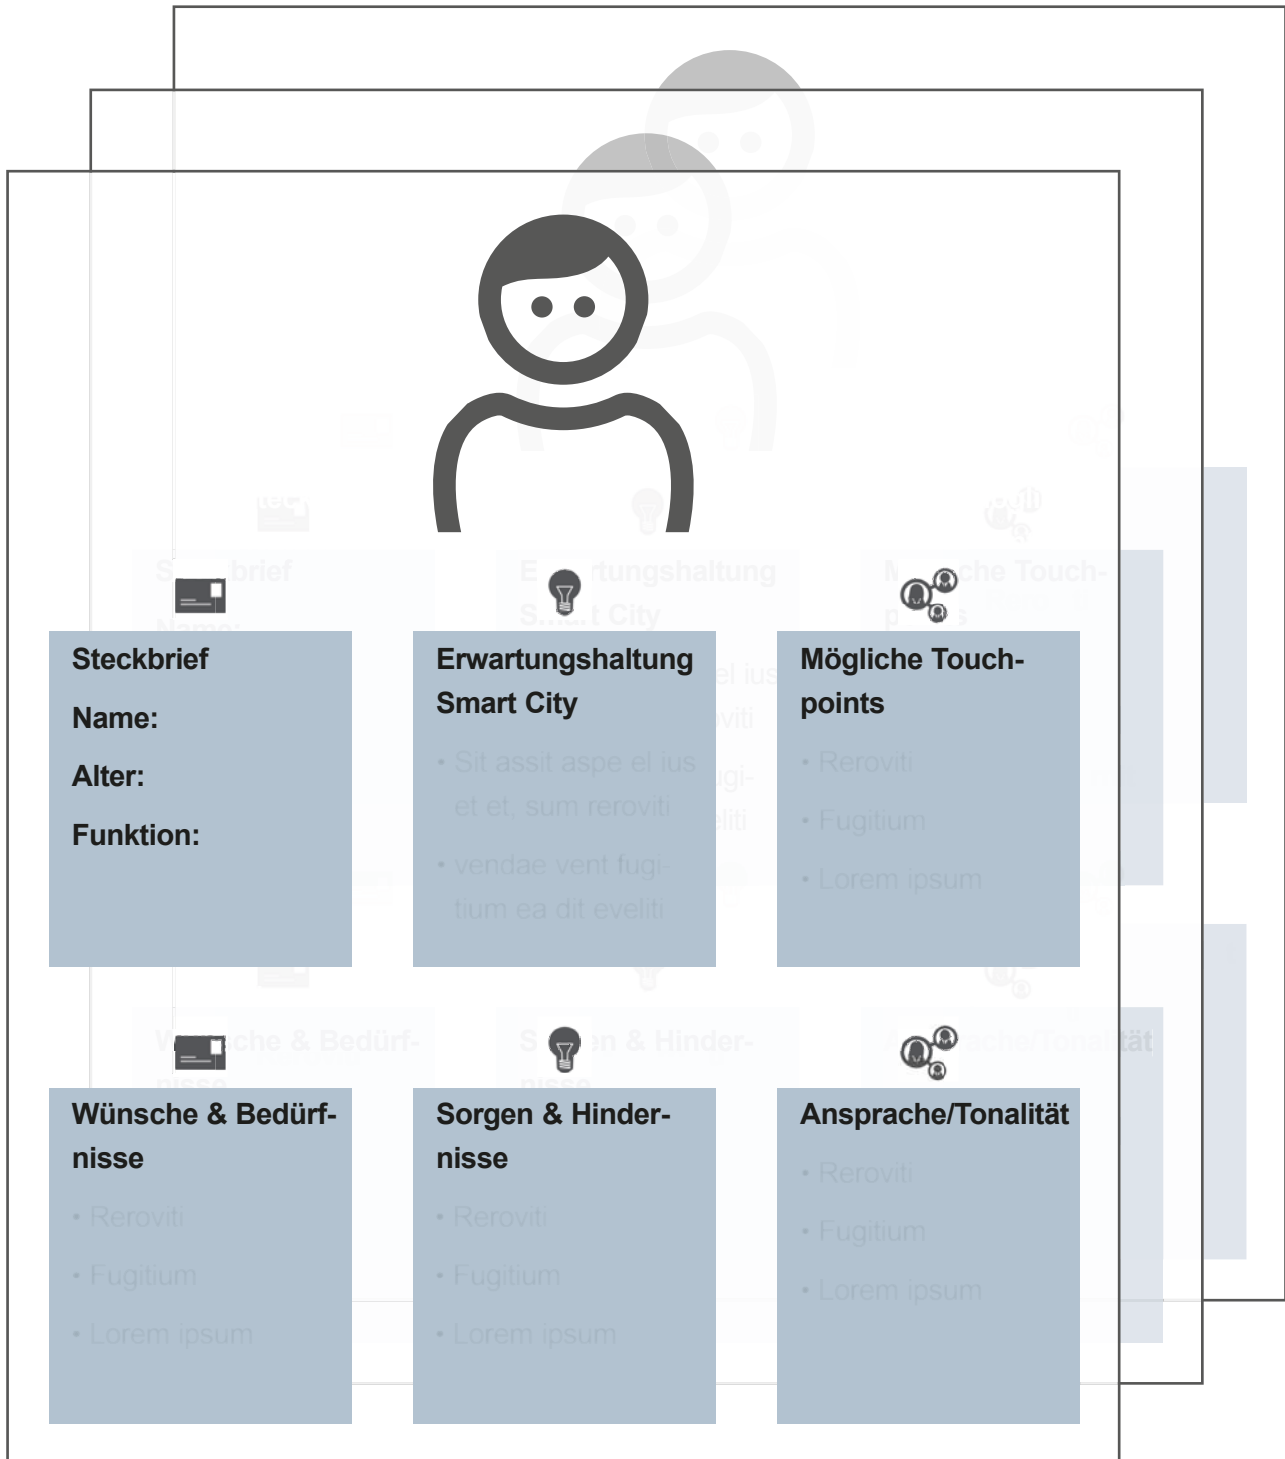 Steckbrief
Name:
Alter:
Funktion:
Erwartungshaltung
Smart City
• Sit assit aspe el ius
et et, sum reroviti
• vendae vent fugi-
tium ea dit eveliti
Mögliche Touch-
points
• Reroviti
• Fugitium
• Lorem ipsum
Wünsche & Bedürf-
nisse
• Reroviti
• Fugitium
• Lorem ipsum
Sorgen & Hinder-
nisse
• Reroviti
• Fugitium
• Lorem ipsum
Ansprache/Tonalität
• Reroviti
• Fugitium
• Lorem ipsum